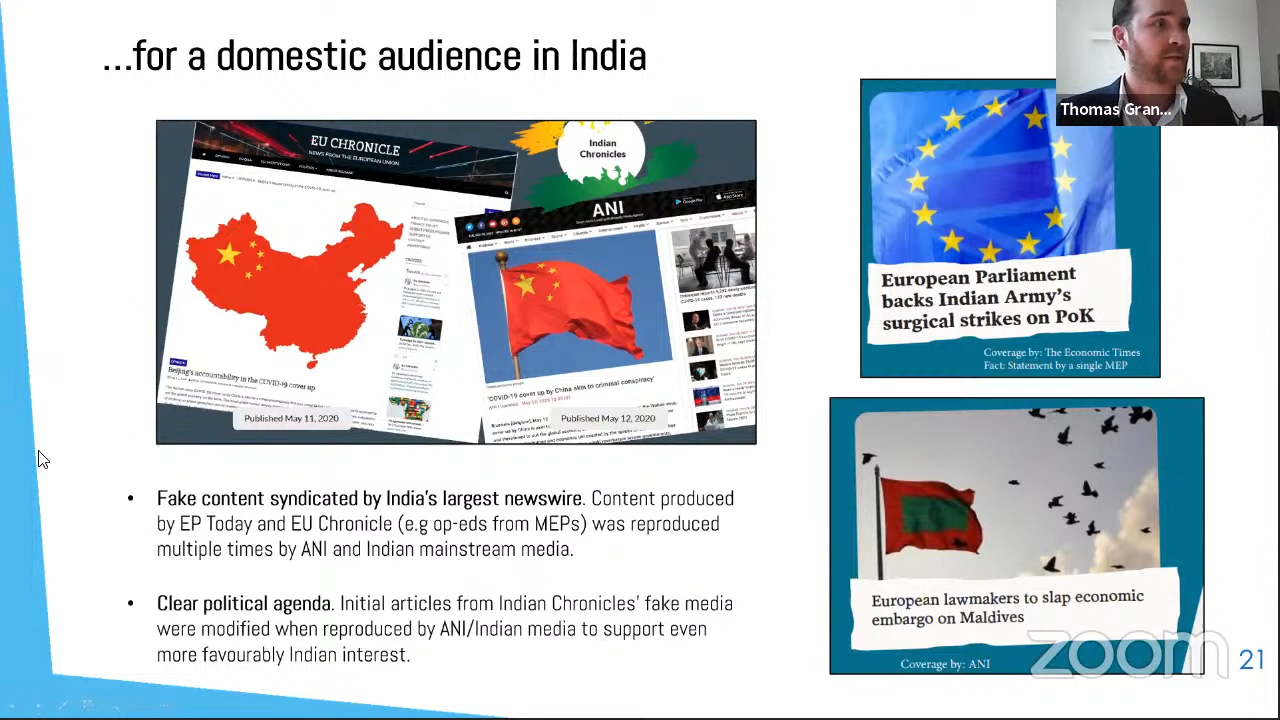 ...for a domestic audience in India
Thomas Gran...
EU CHRONICLE
NEWS FROM THE EUROPEAN UNION
Indian
Chronicles
ANI
Beijing's accountability in the COVID-19 cover up
Published May 11, 2020
'COVID-19 cover up by China akin to criminal conspiracy'
Published May 12, 2020
European Parliament
backs Indian Army's
surgical strikes on PoK
Coverage by: The Economic Times
Fact: Statement by a single MEP
• Fake content syndicated by India's largest newswire. Content produced
by EP Today and EU Chronicle (e.g op-eds from MEPs) was reproduced
multiple times by ANI and Indian mainstream media.
• Clear political agenda. Initial articles from Indian Chronicles' fake media
were modified when reproduced by ANI/Indian media to support even
more favourably Indian interest.
European lawmakers to slap economic
embargo on Maldives
Coverage by: ANI
zoom
21